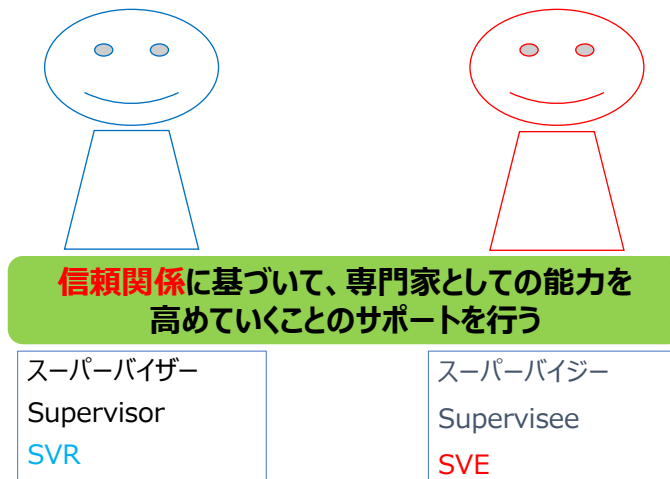 信頼関係に基づいて、専門家としての能力を
高めていくことのサポートを行う
スーパーバイザー
Supervisor
SVR
スーパーバイジー
Supervisee
SVE